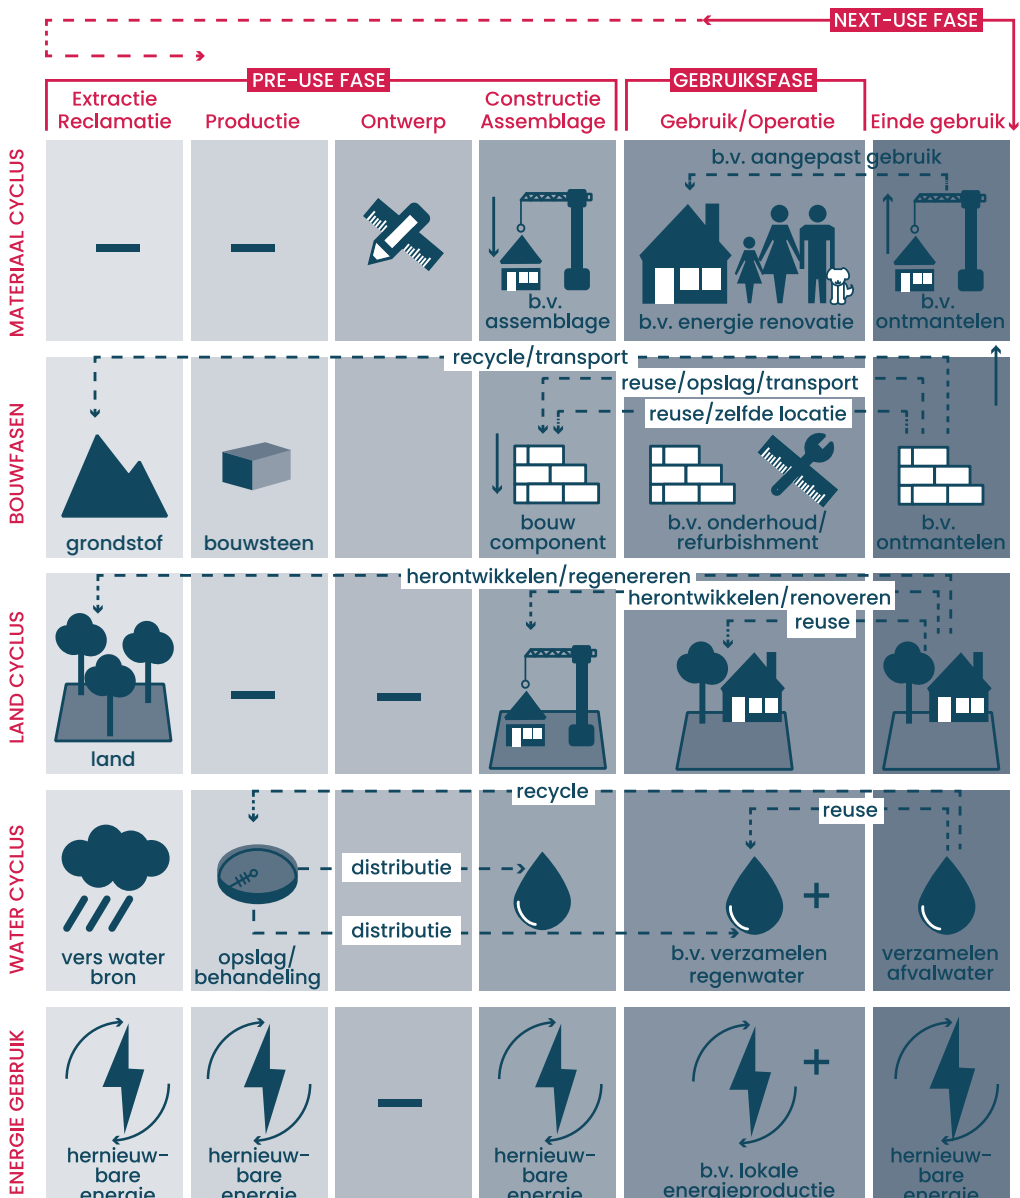 NEXT-USE FASE
PRE-USE FASE
GEBRUIKSFASE
Extractie
Reclamatie
Productie
Ontwerp
Constructie
Assemblage
Gebruik/Operatie
Einde gebruik
MATERIAAL CYCLUS
b.v. aangepast gebruik
b.v.
assemblage
b.v. energie renovatie
b.v.
ontmantelen
BOUWFASEN
recycle/transport
reuse/opslag/transport
reuse/zelfde locatie
grondstof
bouwsteen
bouw
component
b.v. onderhoud/
refurbishment
b.v.
ontmantelen
LAND CYCLUS
herontwikkelen/regenereren
herontwikkelen/renoveren
reuse
land
WATER CYCLUS
recycle
reuse
distributie
distributie
vers water
bron
opslag/
behandeling
b.v. verzamelen
regenwater
verzamelen
afvalwater
ENERGIE GEBRUIK
hernieuw-
bare
energie
hernieuw-
bare
energie
hernieuw-
bare
energie
b.v. lokale
energieproductie
hernieuw-
bare
energie